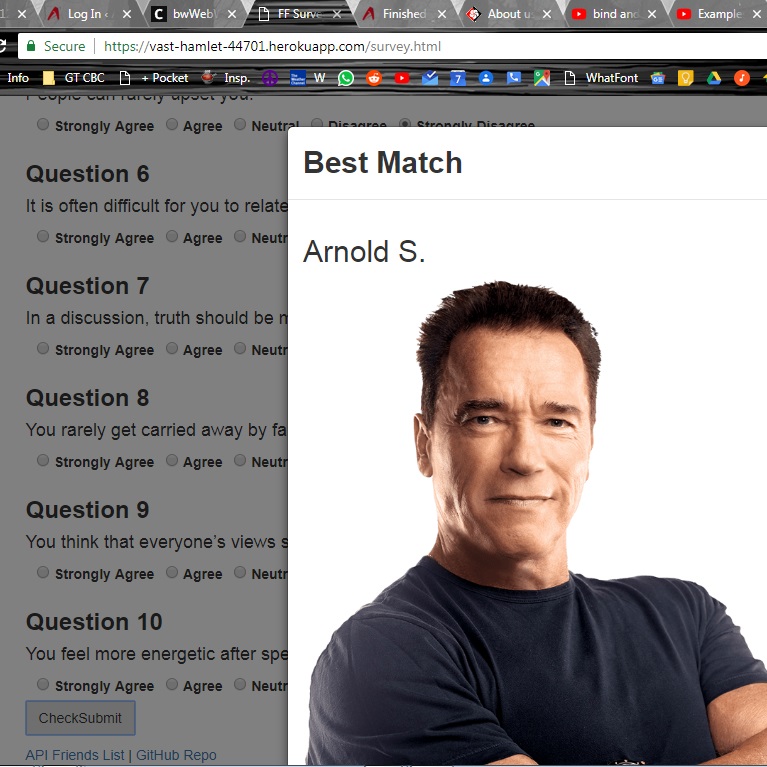 Log In
bwWeb
FF Surv
Finished
About u
bind and
Example
Secure https://vast-hamlet-44701.herokuapp.com/survey.html
Info GT CBC + Pocket Insp. W 7 WhatFont
People can rarely upset you.
Strongly Agree Agree Neutral Disagree Strongly Disagree
Best Match
Arnold S.
Question 6
It is often difficult for you to relate
Strongly Agree Agree Neutr
Question 7
In a discussion, truth should be m
Strongly Agree Agree Neutr
Question 8
You rarely get carried away by fa
Strongly Agree Agree Neutr
Question 9
You think that everyone’s views s
Strongly Agree Agree Neutr
Question 10
You feel more energetic after spe
Strongly Agree Agree Neutr
CheckSubmit
API Friends List | GitHub Repo